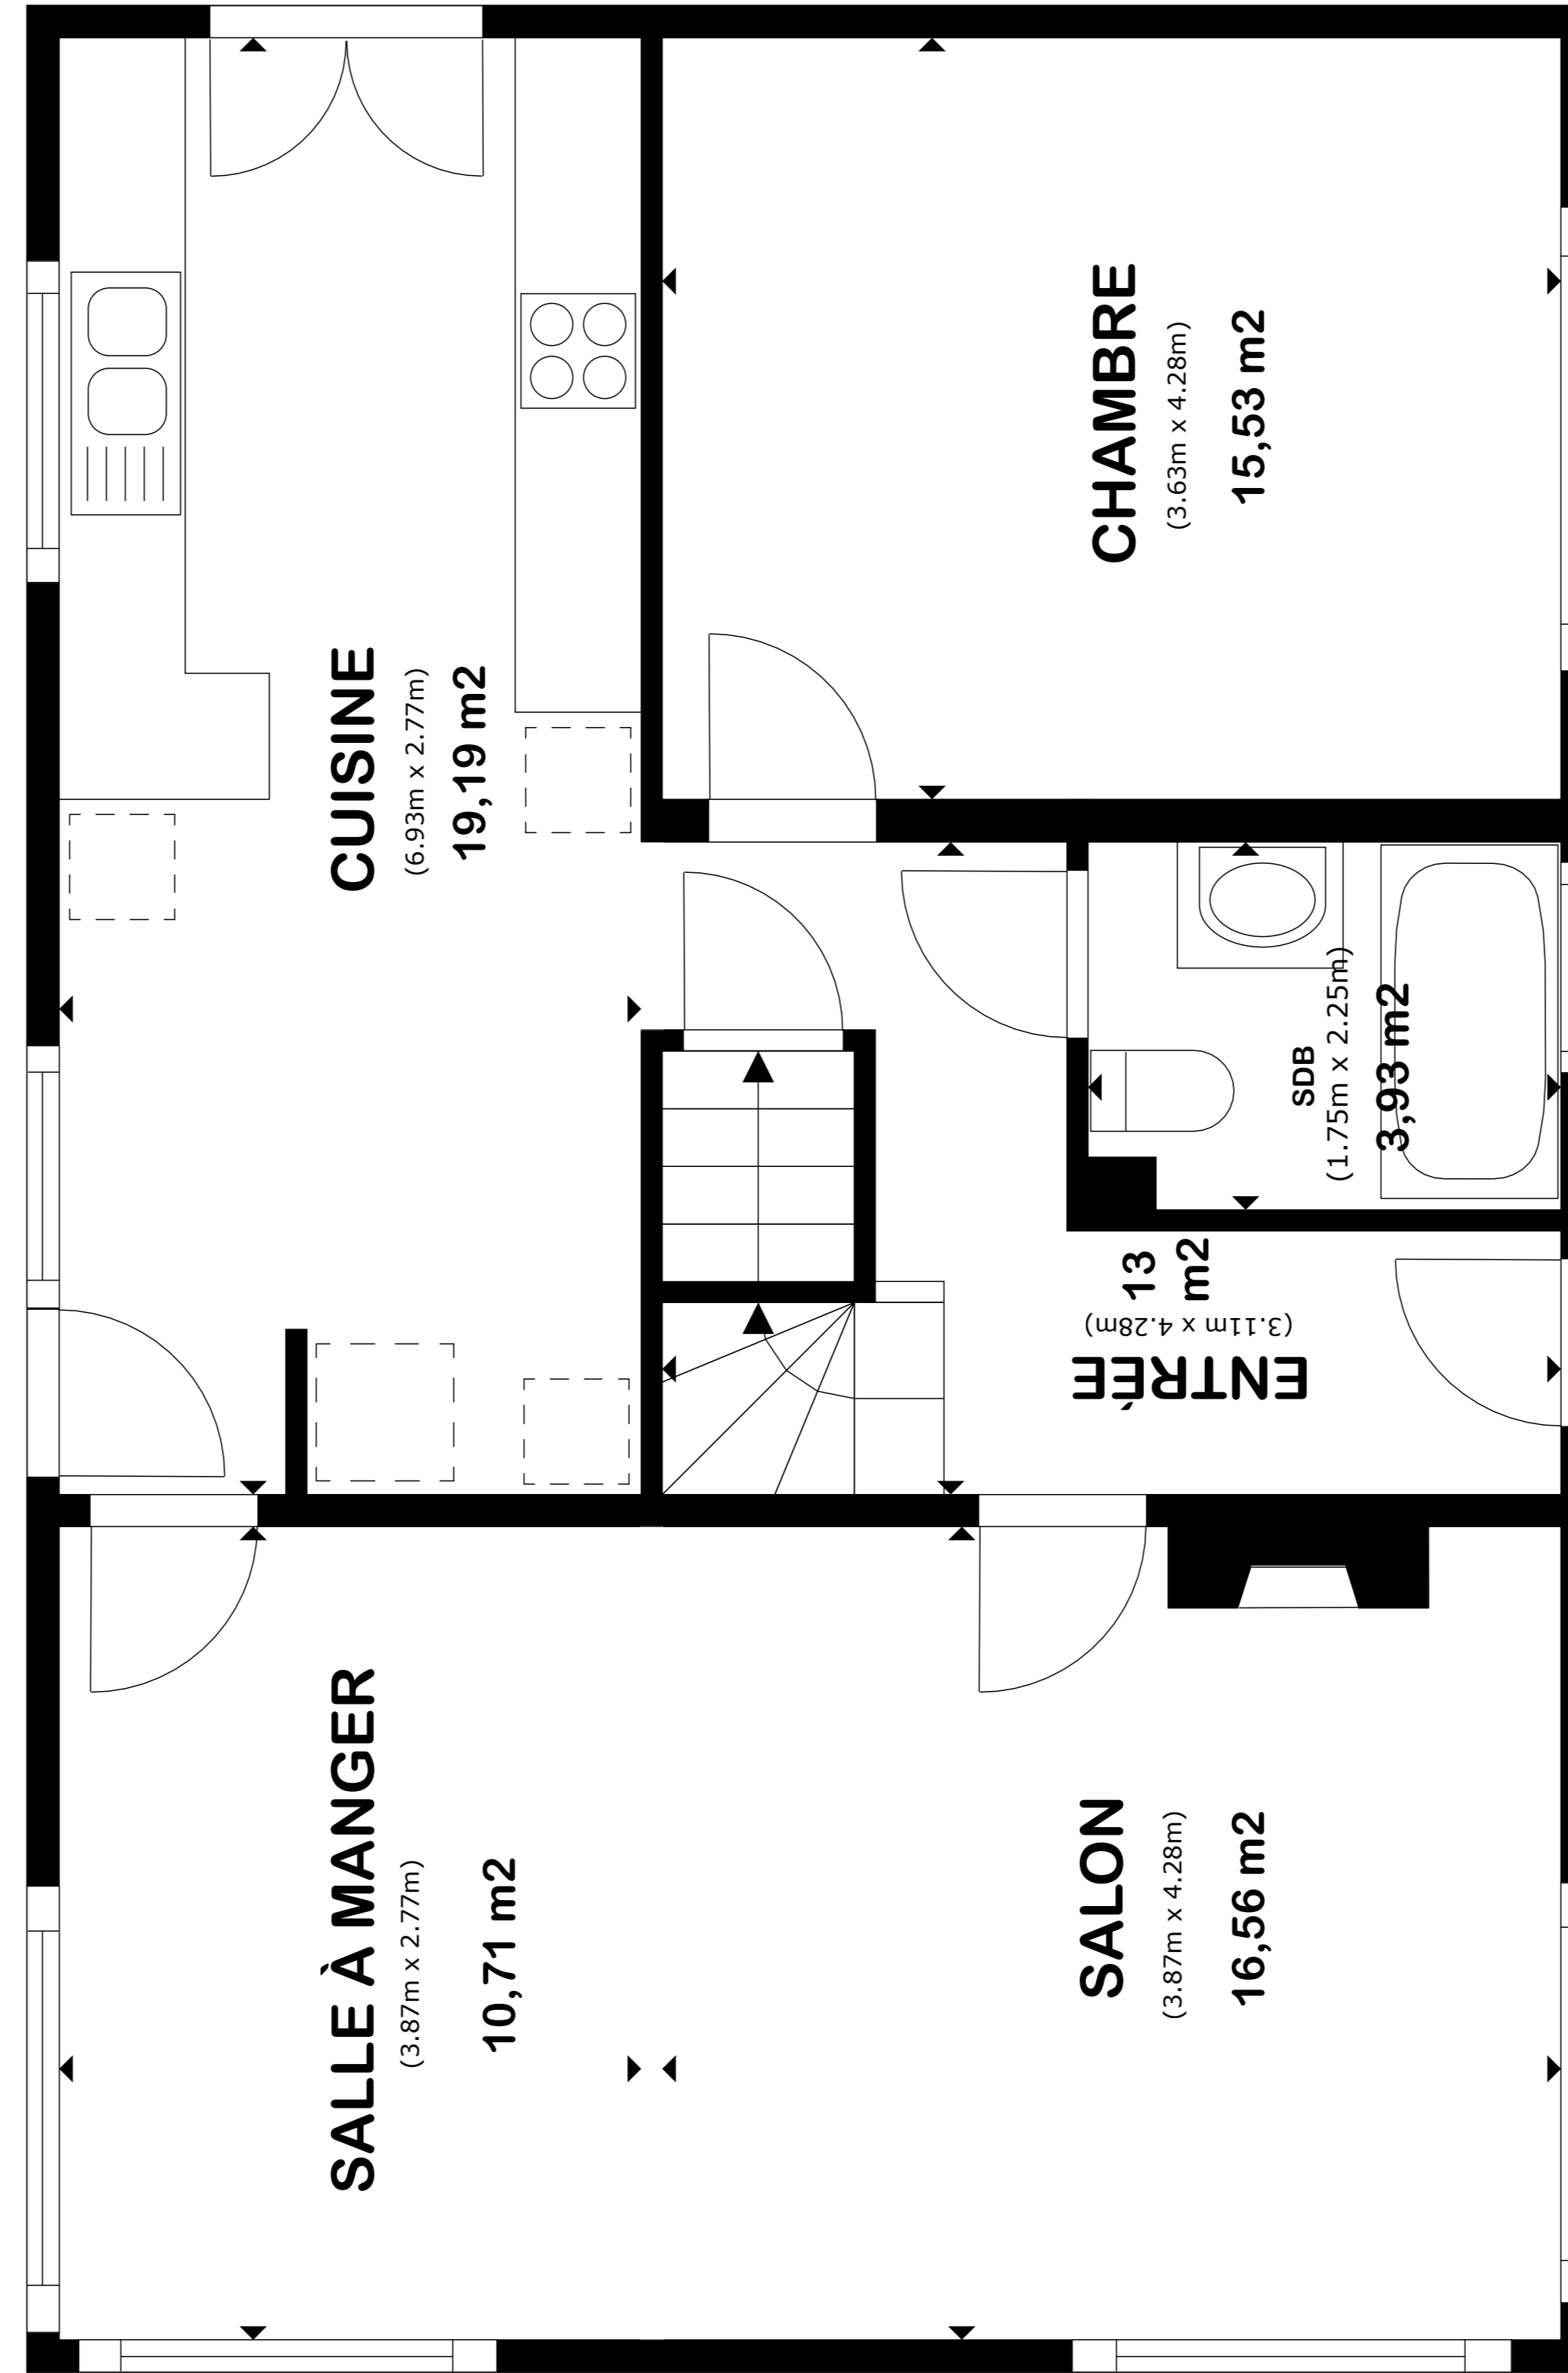 CUISINE
(6.93m x 2.77m)
19,19 m2
CHAMBRE
(3.63m x 4.28m)
15,53 m2
SDB
(1.75m x 2.25m)
3,93 m2
ENTRÉE
(3.11m x 4.28m)
13
m2
SALLE À MANGER
(3.87m x 2.77m)
10,71 m2
SALON
(3.87m x 4.28m)
16,56 m2